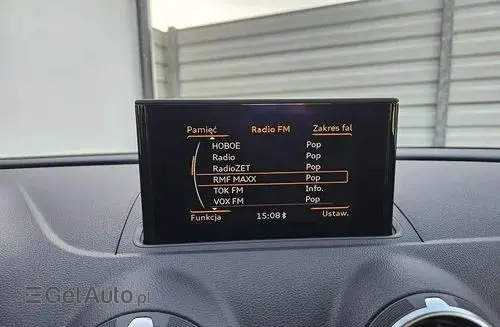 Pamięć Radio FM Zakres fal
HOBOE Pop
Radio Pop
RadioZET Pop
RMF MAXX Pop
TOK FM Info.
VOX FM Pop
Funkcja 15:08 Ustaw.
GetAuto.pl